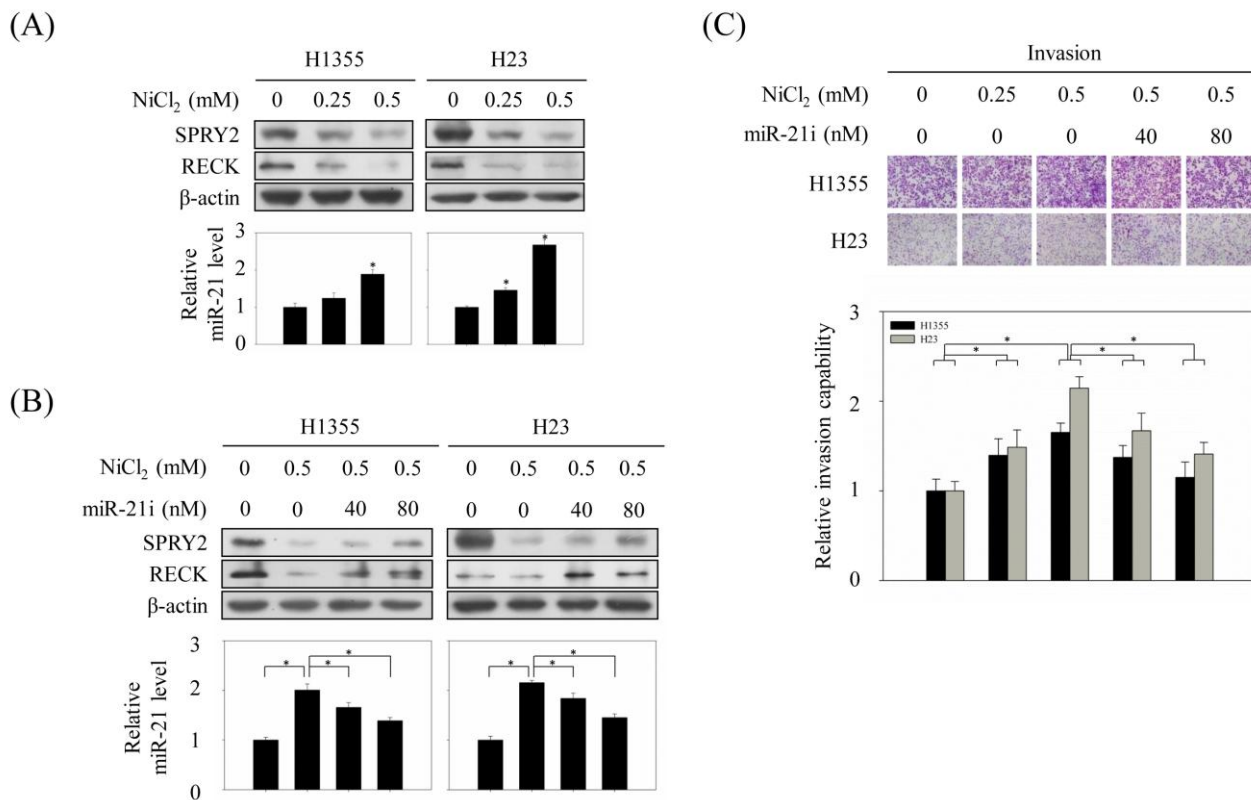 (A)
H1355 H23
NiCl₂ (mM) 0 0.25 0.5 0 0.25 0.5
SPRY2
RECK
β-actin
Relative
miR-21 level
3
2
1
0
* * *
(B)
H1355 H23
NiCl₂ (mM) 0 0.5 0.5 0.5 0 0.5 0.5 0.5
miR-21i (nM) 0 0 40 80 0 0 40 80
SPRY2
RECK
β-actin
Relative
miR-21 level
3
2
1
0
* * * * * *
(C)
Invasion
NiCl₂ (mM) 0 0.25 0.5 0.5 0.5
miR-21i (nM) 0 0 0 40 80
H1355
H23
Relative invasion capability
3
2
1
0
H1355
H23
* * * *